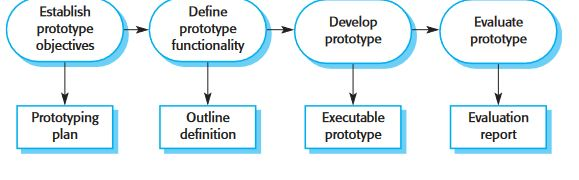 Establish
prototype
objectives
Define
prototype
functionality
Develop
prototype
Evaluate
prototype
Prototyping
plan
Outline
definition
Executable
prototype
Evaluation
report